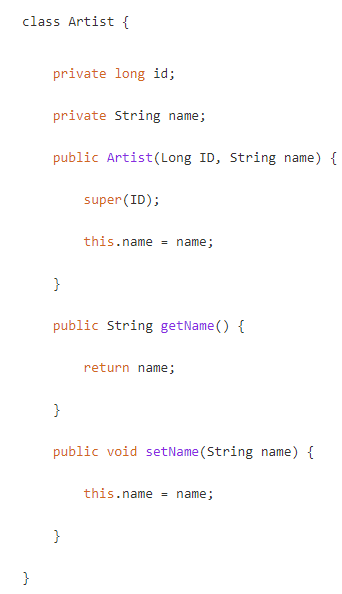 class Artist {
private long id;
private String name;
public Artist(Long ID, String name) {
super(ID);
this.name = name;
}
public String getName() {
return name;
}
public void setName(String name) {
this.name = name;
}
}